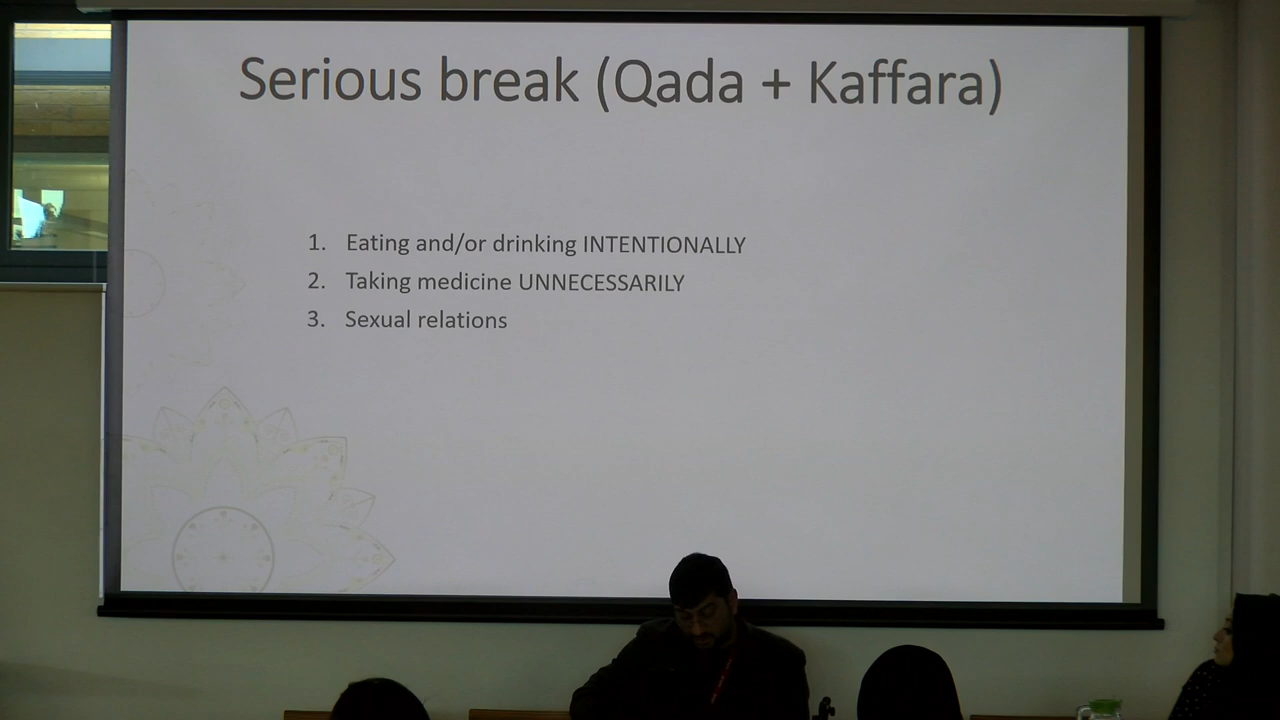 Serious break (Qada + Kaffara)
1. Eating and/or drinking INTENTIONALLY
2. Taking medicine UNNECESSARILY
3. Sexual relations